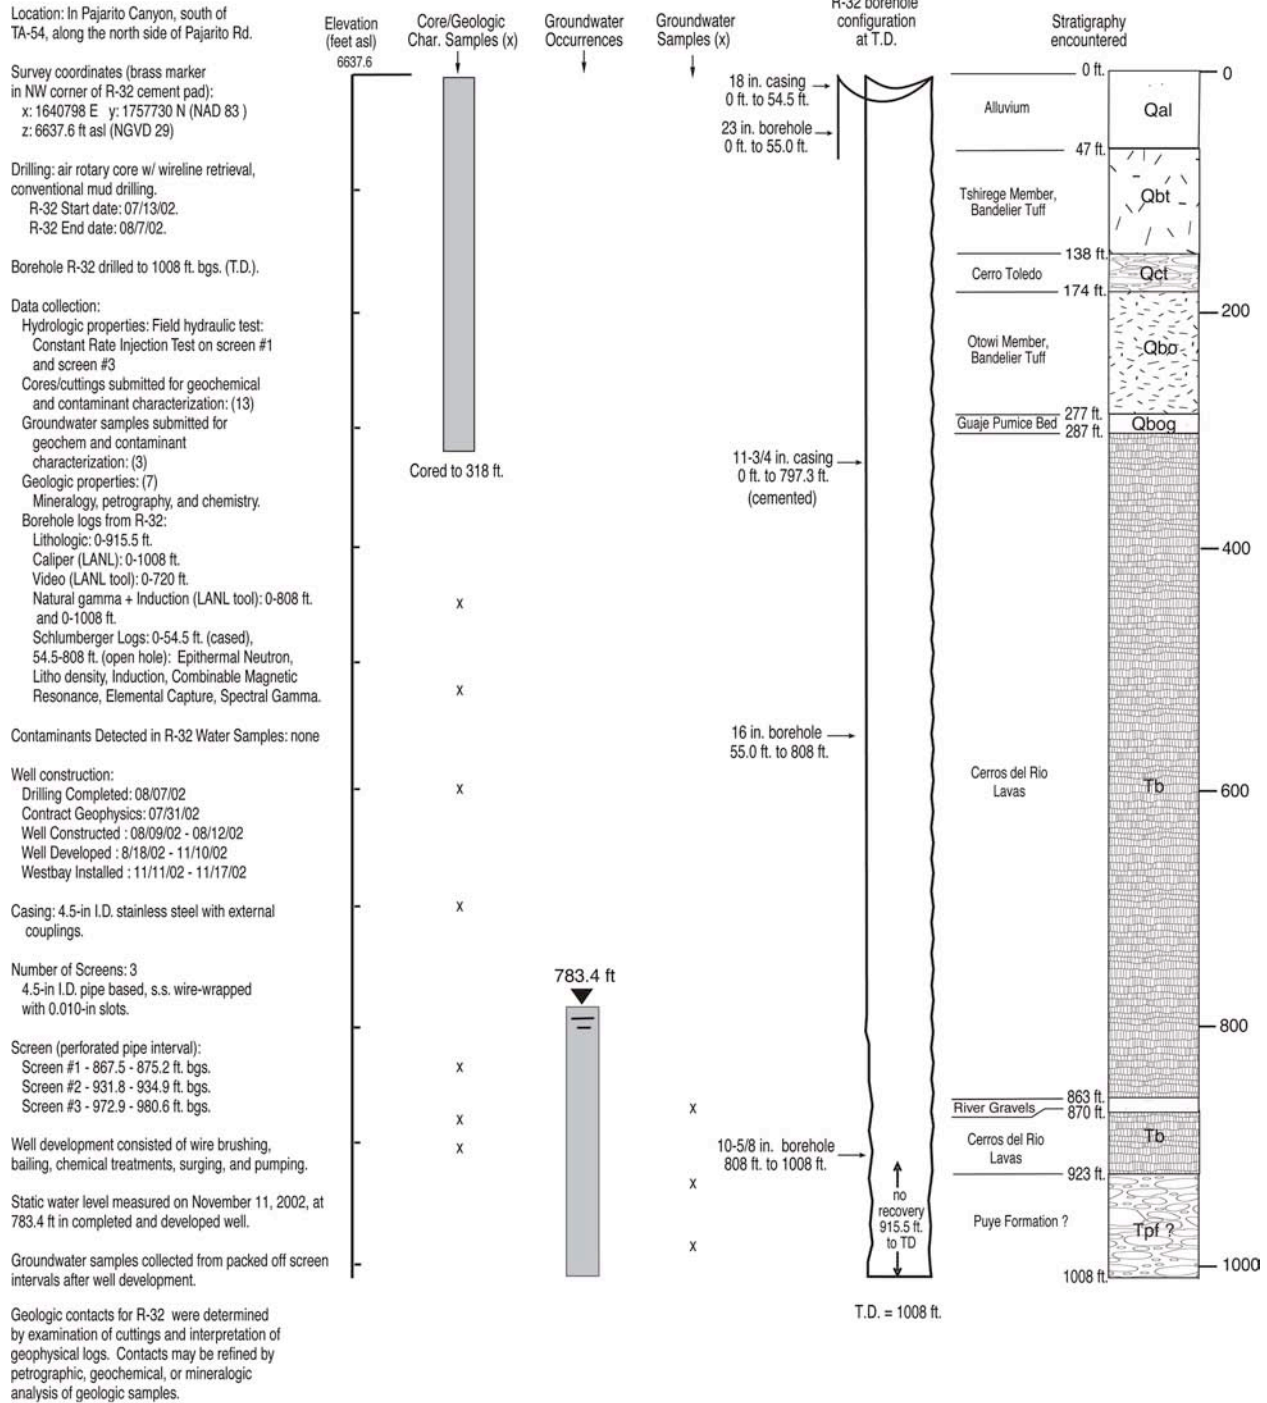 Location: In Pajarito Canyon, south of
TA-54, along the north side of Pajarito Rd.
Survey coordinates (brass marker
in NW corner of R-32 cement pad):
x: 1640798 E y: 1757730 N (NAD 83 )
z: 6637.6 ft asl (NGVD 29)
Drilling: air rotary core w/ wireline retrieval,
conventional mud drilling.
R-32 Start date: 07/13/02.
R-32 End date: 08/7/02.
Borehole R-32 drilled to 1008 ft. bgs. (T.D.).
Data collection:
Hydrologic properties: Field hydraulic test:
Constant Rate Injection Test on screen #1
and screen #3
Cores/cuttings submitted for geochemical
and contaminant characterization: (13)
Groundwater samples submitted for
geochem and contaminant
characterization: (3)
Geologic properties: (7)
Mineralogy, petrography, and chemistry.
Borehole logs from R-32:
Lithologic: 0-915.5 ft.
Caliper (LANL): 0-1008 ft.
Video (LANL tool): 0-720 ft.
Natural gamma + Induction (LANL tool): 0-808 ft.
and 0-1008 ft.
Schlumberger Logs: 0-54.5 ft. (cased),
54.5-808 ft. (open hole): Epithermal Neutron,
Litho density, Induction, Combinable Magnetic
Resonance, Elemental Capture, Spectral Gamma.
Contaminants Detected in R-32 Water Samples: none
Well construction:
Drilling Completed: 08/07/02
Contract Geophysics: 07/31/02
Well Constructed : 08/09/02 - 08/12/02
Well Developed : 8/18/02 - 11/10/02
Westbay Installed : 11/11/02 - 11/17/02
Casing: 4.5-in I.D. stainless steel with external
couplings.
Number of Screens: 3
4.5-in I.D. pipe based, s.s. wire-wrapped
with 0.010-in slots.
Screen (perforated pipe interval):
Screen #1 - 867.5 - 875.2 ft. bgs.
Screen #2 - 931.8 - 934.9 ft. bgs.
Screen #3 - 972.9 - 980.6 ft. bgs.
Well development consisted of wire brushing,
bailing, chemical treatments, surging, and pumping.
Static water level measured on November 11, 2002, at
783.4 ft in completed and developed well.
Groundwater samples collected from packed off screen
intervals after well development.
Geologic contacts for R-32 were determined
by examination of cuttings and interpretation of
geophysical logs. Contacts may be refined by
petrographic, geochemical, or mineralogic
analysis of geologic samples.
Elevation
(feet asl)
6637.6
Core/Geologic
Char. Samples (x)
Cored to 318 ft.
x
x
x
x
x
x
x
Groundwater
Occurrences
783.4 ft
Groundwater
Samples (x)
x
x
x
R-32 borehole
configuration
at T.D.
18 in. casing
0 ft. to 54.5 ft.
23 in. borehole
0 ft. to 55.0 ft.
11-3/4 in. casing
0 ft. to 797.3 ft.
(cemented)
16 in. borehole
55.0 ft. to 808 ft.
10-5/8 in. borehole
808 ft. to 1008 ft.
no
recovery
915.5 ft.
to TD
T.D. = 1008 ft.
Stratigraphy
encountered
0 ft.
Alluvium
47 ft.
Tshirege Member,
Bandelier Tuff
138 ft.
Cerro Toledo
174 ft.
Otowi Member,
Bandelier Tuff
277 ft.
Guaje Pumice Bed
287 ft.
Cerros del Rio
Lavas
863 ft.
River Gravels
870 ft.
Cerros del Rio
Lavas
923 ft.
Puye Formation ?
1008 ft.
Qal
Qbt
Qct
Qbo
Qbog
Tb
Tb
Tpf ?
0
200
400
600
800
1000